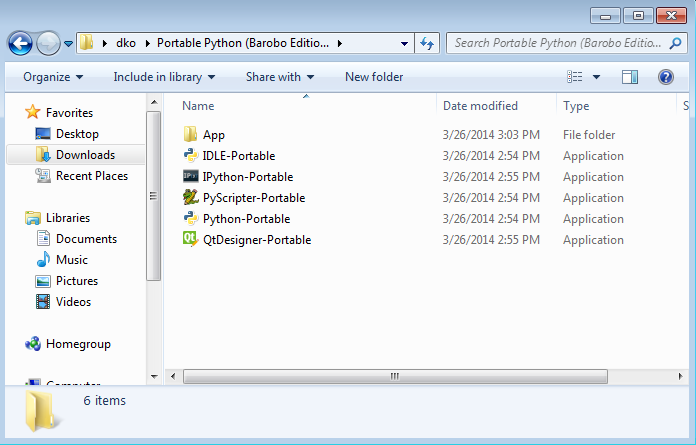 dko Portable Python (Barobo Editio... Search Portable Python (Barobo Editio...
Organize Include in library Share with New folder
Favorites
Desktop
Downloads
Recent Places
Libraries
Documents
Music
Pictures
Videos
Homegroup
Computer
Name Date modified Type S
App 3/26/2014 3:03 PM File folder
IDLE-Portable 3/26/2014 2:54 PM Application
IPython-Portable 3/26/2014 2:55 PM Application
PyScripter-Portable 3/26/2014 2:54 PM Application
Python-Portable 3/26/2014 2:54 PM Application
QtDesigner-Portable 3/26/2014 2:55 PM Application
6 items